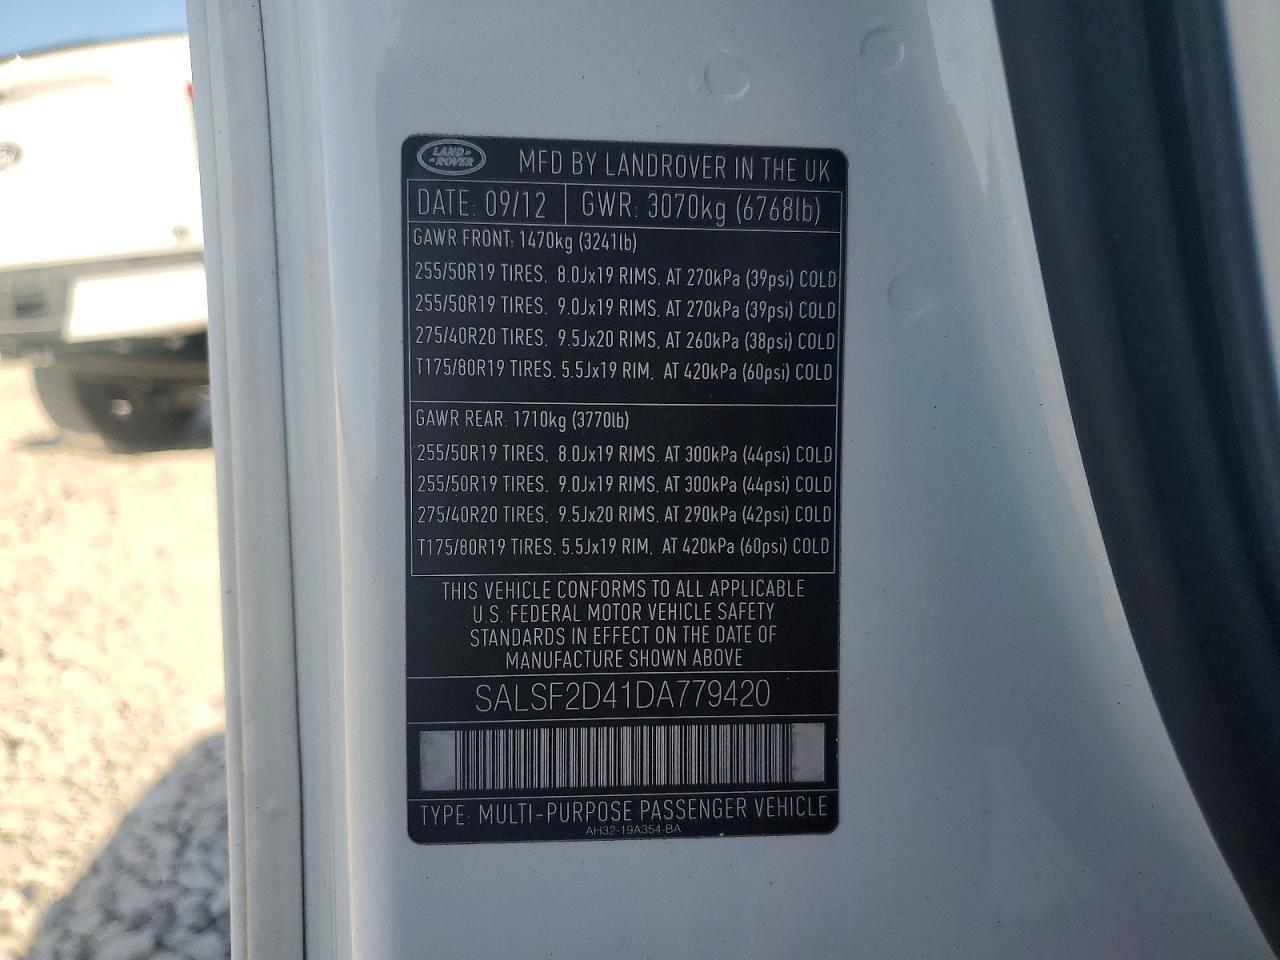 LAND ROVER
MFD BY LANDROVER IN THE UK
DATE: 09/12 GWR: 3070kg (6768lb)
GAWR FRONT: 1470kg (3241lb)
255/50R19 TIRES. 8.0Jx19 RIMS. AT 270kPa (39psi) COLD
255/50R19 TIRES. 9.0Jx19 RIMS. AT 270kPa (39psi) COLD
275/40R20 TIRES. 9.5Jx20 RIMS. AT 260kPa (38psi) COLD
T175/80R19 TIRES. 5.5Jx19 RIM. AT 420kPa (60psi) COLD
GAWR REAR: 1710kg (3770lb)
255/50R19 TIRES. 8.0Jx19 RIMS. AT 300kPa (44psi) COLD
255/50R19 TIRES. 9.0Jx19 RIMS. AT 300kPa (44psi) COLD
275/40R20 TIRES. 9.5Jx20 RIMS. AT 290kPa (42psi) COLD
T175/80R19 TIRES. 5.5Jx19 RIM. AT 420kPa (60psi) COLD
THIS VEHICLE CONFORMS TO ALL APPLICABLE
U.S. FEDERAL MOTOR VEHICLE SAFETY
STANDARDS IN EFFECT ON THE DATE OF
MANUFACTURE SHOWN ABOVE
SALSF2D41DA779420
TYPE: MULTI-PURPOSE PASSENGER VEHICLE
AH32-19A354-BA